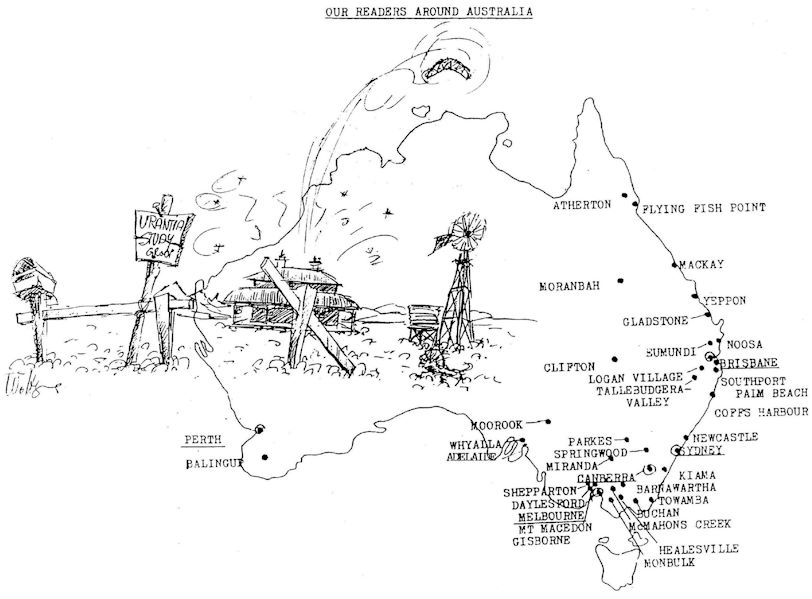 OUR READERS AROUND AUSTRALIA
URANTIA
STUDY
GROUP
ATHERTON
FLYING FISH POINT
MACKAY
MORANBAH
YEPPON
GLADSTONE
EUMUNDI
NOOSA
BRISBANE
CLIFTON
LOGAN VILLAGE
SOUTHPORT
TALLEBUDGERA
VALLEY
PALM BEACH
COFFS HARBOUR
MOOROOK
PERTH
WHYALLA
ADELAIDE
PARKES
NEWCASTLE
SPRINGWOOD
SYDNEY
BALINGUP
MIRANDA
CANBERRA
KIAMA
SHEPPARTON
BARNAWARTHA
DAYLESFORD
TOWAMBA
MELBOURNE
BUCHAN
MT MACEDON
McMAHONS CREEK
GISBORNE
HEALESVILLE
MONBULK